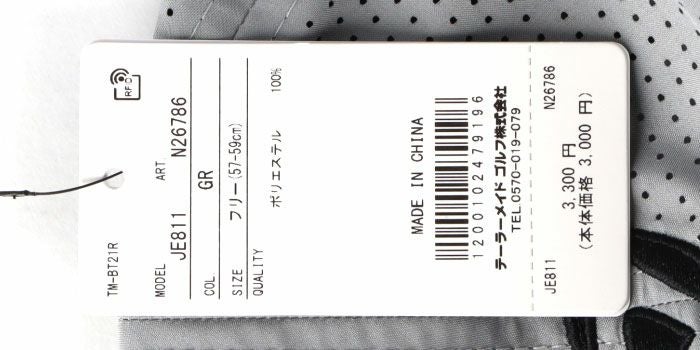 RFID
TM-BT21R
MODEL ART.
JE811 N26786
COL GR
SIZE フリー(57-59cm)
QUALITY
ポリエステル 100%
MADE IN CHINA
1200102479196
テーラーメイド ゴルフ株式会社
TEL.0570-019-079
JE811 N26786
3,300 円
(本体価格 3,000 円)